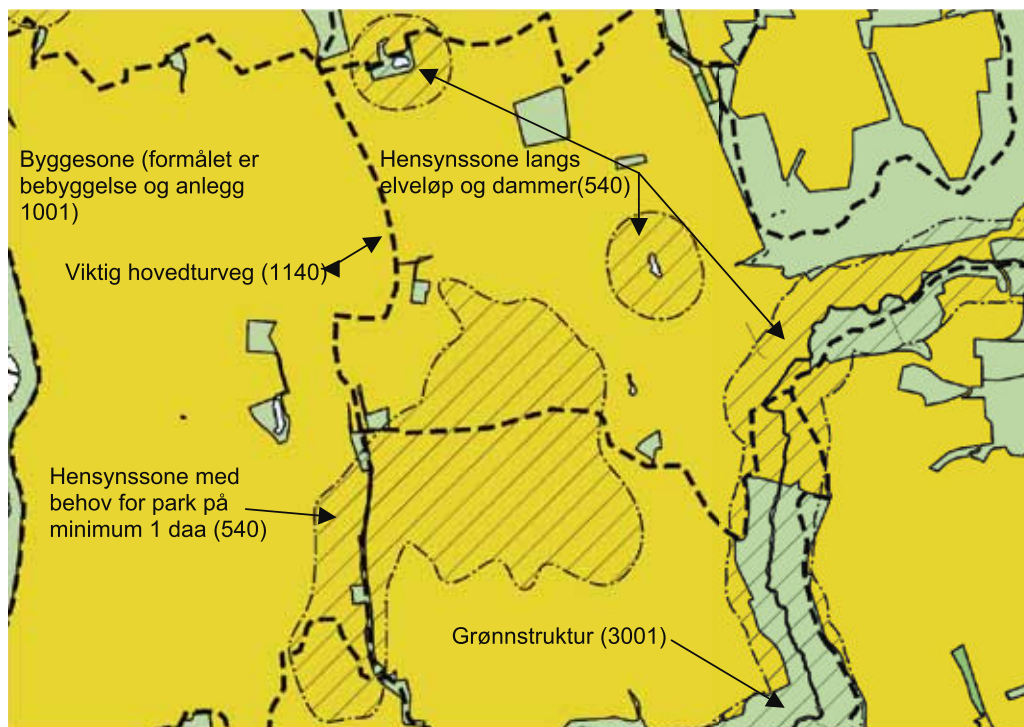 Byggesone (formålet er
bebyggelse og anlegg
1001)
Hensynssone langs
elveløp og dammer(540)
Viktig hovedturveg (1140)
Hensynssone med
behov for park på
minimum 1 daa (540)
Grønnstruktur (3001)